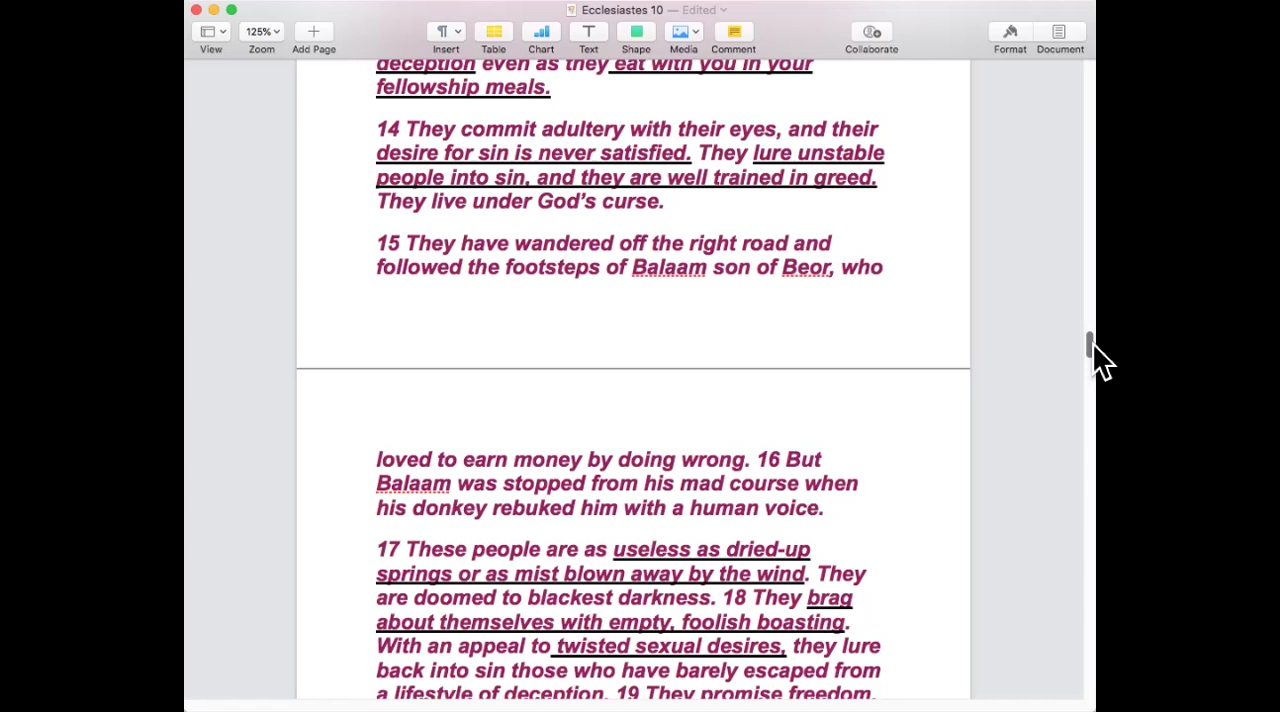 Ecclesiastes 10 — Edited
125%
View Zoom Add Page Insert Table Chart Text Shape Media Comment Collaborate Format Document
deception even as they eat with you in your
fellowship meals.
14 They commit adultery with their eyes, and their
desire for sin is never satisfied. They lure unstable
people into sin, and they are well trained in greed.
They live under God’s curse.
15 They have wandered off the right road and
followed the footsteps of Balaam son of Beor, who
loved to earn money by doing wrong. 16 But
Balaam was stopped from his mad course when
his donkey rebuked him with a human voice.
17 These people are as useless as dried-up
springs or as mist blown away by the wind. They
are doomed to blackest darkness. 18 They brag
about themselves with empty, foolish boasting.
With an appeal to twisted sexual desires, they lure
back into sin those who have barely escaped from
a lifestyle of deception. 19 They promise freedom,